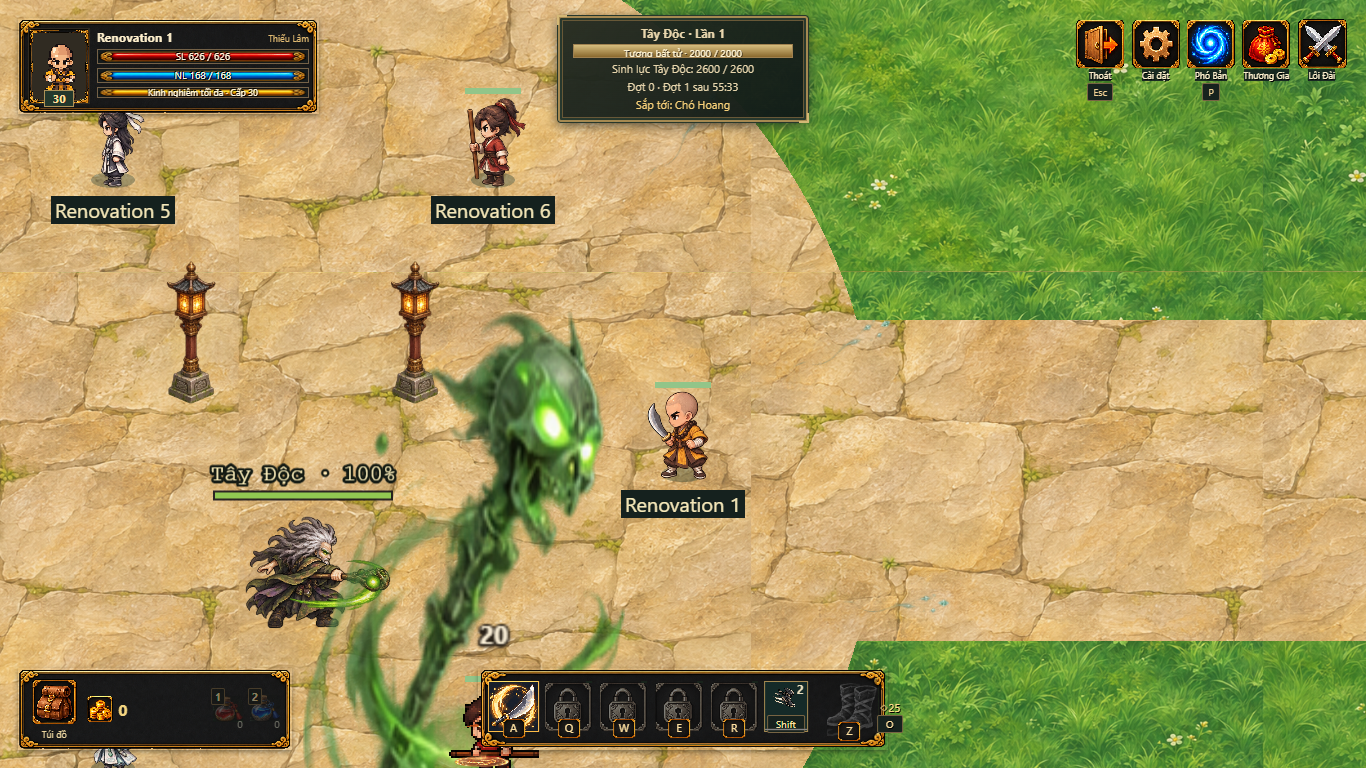 Renovation 1
Thiếu Lâm
SL 626 / 626
NL 168 / 168
Kinh nghiệm tối đa · Cấp 30
30
Tây Độc · Lần 1
Tượng bất tử · 2000 / 2000
Sinh lực Tây Độc: 2600 / 2600
Đợt 0 · Đợt 1 sau 55:33
Sắp tới: Chó Hoang
Thoát
Cài đặt
Phó Bản
Thương Gia
Lôi Đài
Esc
P
Renovation 5
Renovation 6
Tây Độc · 100%
Renovation 1
20
Túi đồ
0
1
0
2
0
A
Q
W
E
R
2
Shift
Z
25
O